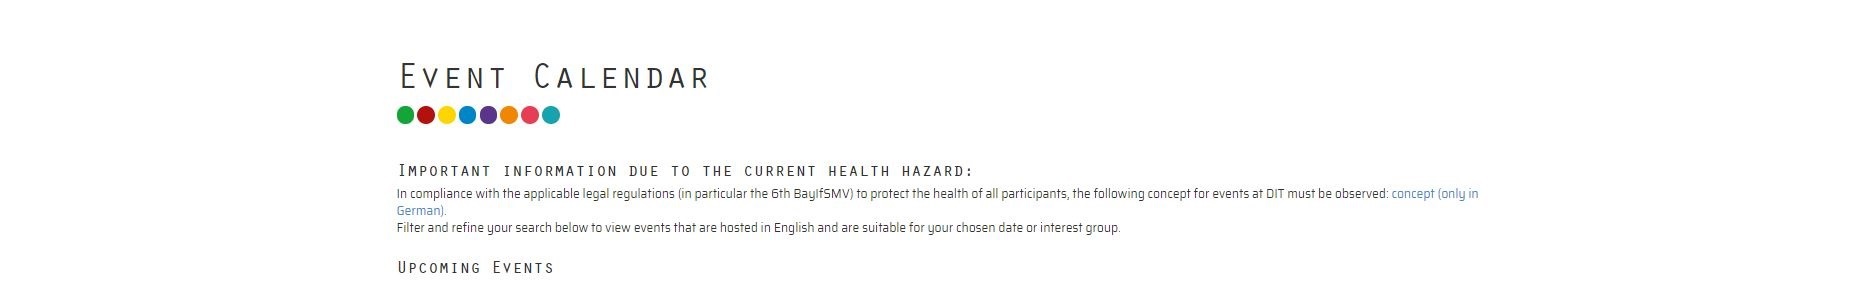 Event Calendar
Important information due to the current health hazard:
In compliance with the applicable legal regulations (in particular the 6th BayIfSMV) to protect the health of all participants, the following concept for events at DIT must be observed: concept (only in
German).
Filter and refine your search below to view events that are hosted in English and are suitable for your chosen date or interest group.
Upcoming Events